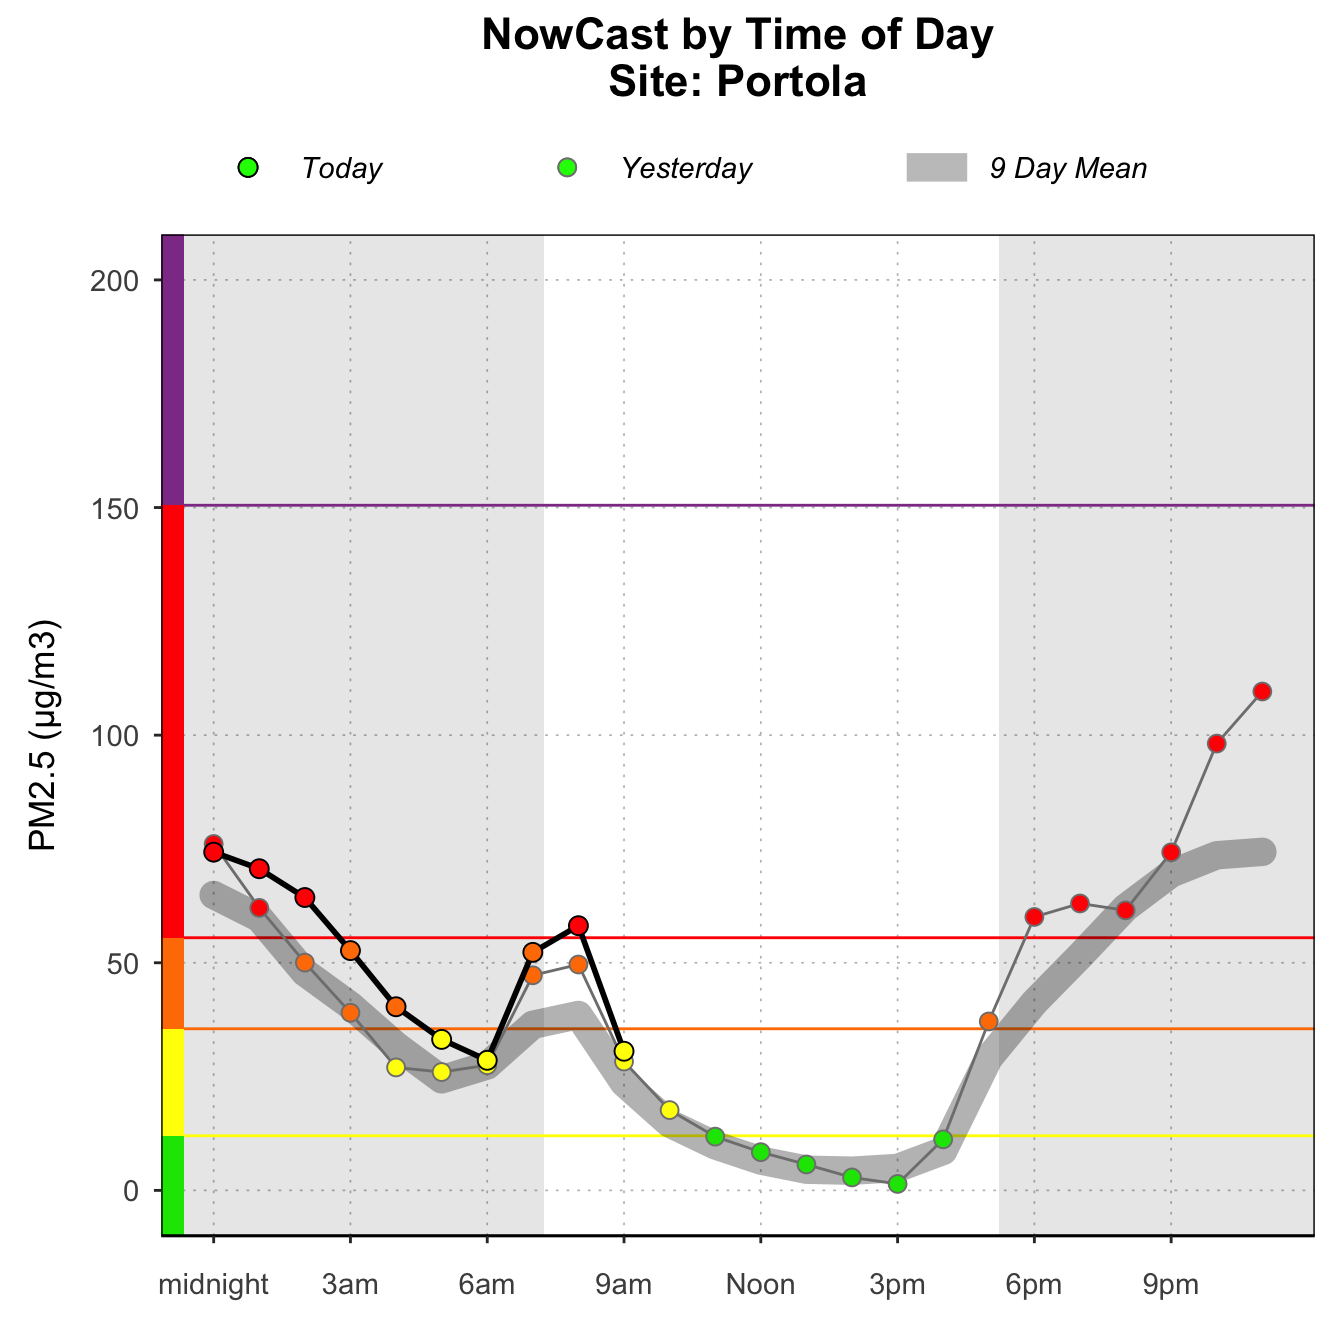 NowCast by Time of Day
Site: Portola
Today Yesterday 9 Day Mean
PM2.5 (µg/m3)
200
150
100
50
0
midnight 3am 6am 9am Noon 3pm 6pm 9pm